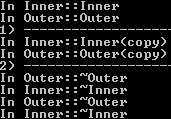 In Inner::Inner
In Outer::Outer
1) --------------------
In Inner::Inner(copy)
In Outer::Outer(copy)
2) --------------------
In Outer::~Outer
In Inner::~Inner
In Outer::~Outer
In Inner::~Inner